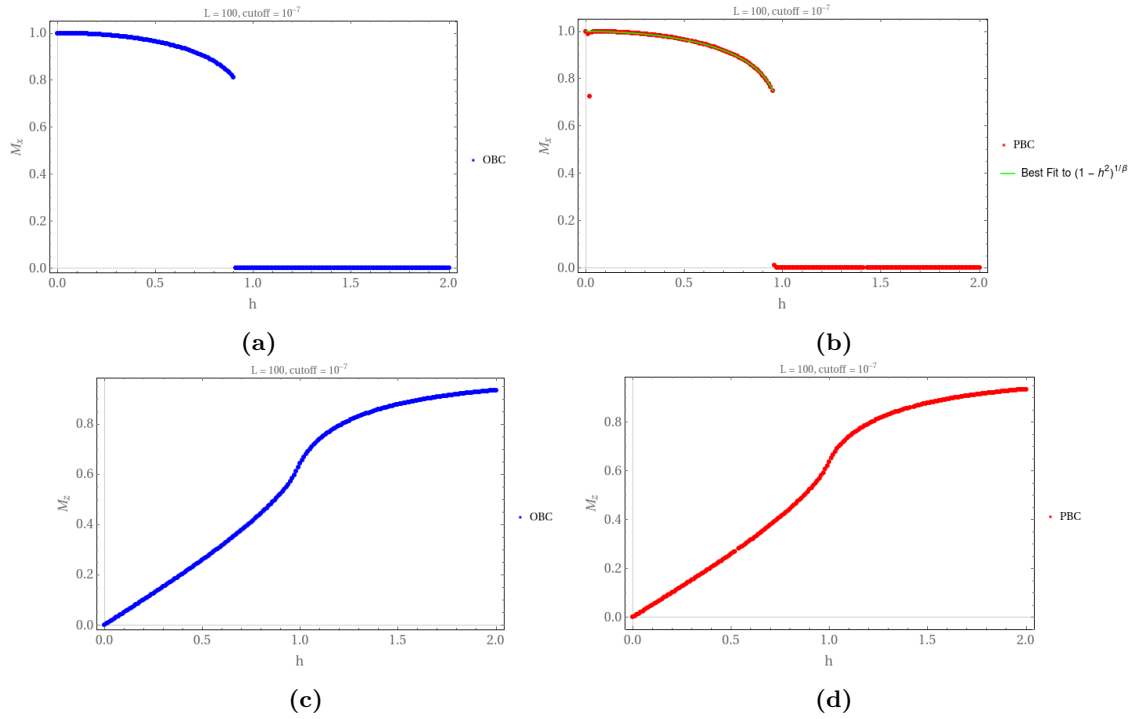 L = 100, cutoff = 10⁻⁷
1.0
0.8
0.6
0.4
0.2
0.0
Mₓ
0.0 0.5 1.0 1.5 2.0
h
OBC
(a)
L = 100, cutoff = 10⁻⁷
1.0
0.8
0.6
0.4
0.2
0.0
Mₓ
0.0 0.5 1.0 1.5 2.0
h
PBC
Best Fit to (1 − h²)^{1/β}
(b)
L = 100, cutoff = 10⁻⁷
0.8
0.6
0.4
0.2
0.0
M_z
0.0 0.5 1.0 1.5 2.0
h
OBC
(c)
L = 100, cutoff = 10⁻⁷
0.8
0.6
0.4
0.2
0.0
M_z
0.0 0.5 1.0 1.5 2.0
h
PBC
(d)